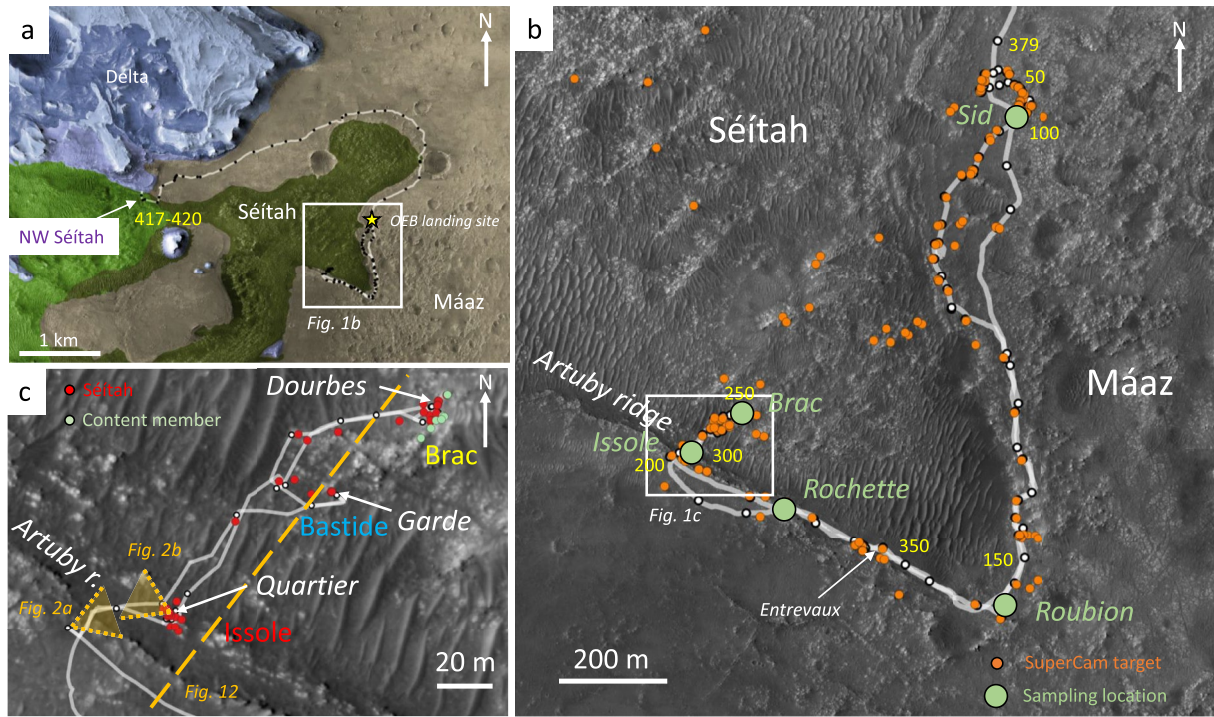 a
N
Délta
Séítah
417-420
NW Séítah
OEB landing site
Máaz
Fig. 1b
1 km
b
N
379
50
Sid
100
Séítah
Máaz
Artuby ridge
250
Brac
Issole
200
300
Rochette
Fig. 1c
350
150
Entrevaux
Roubion
200 m
SuperCam target
Sampling location
c
N
Séítah
Content member
Dourbes
Brac
Garde
Bastide
Artuby r.
Fig. 2b
Quartier
Fig. 2a
Issole
20 m
Fig. 12